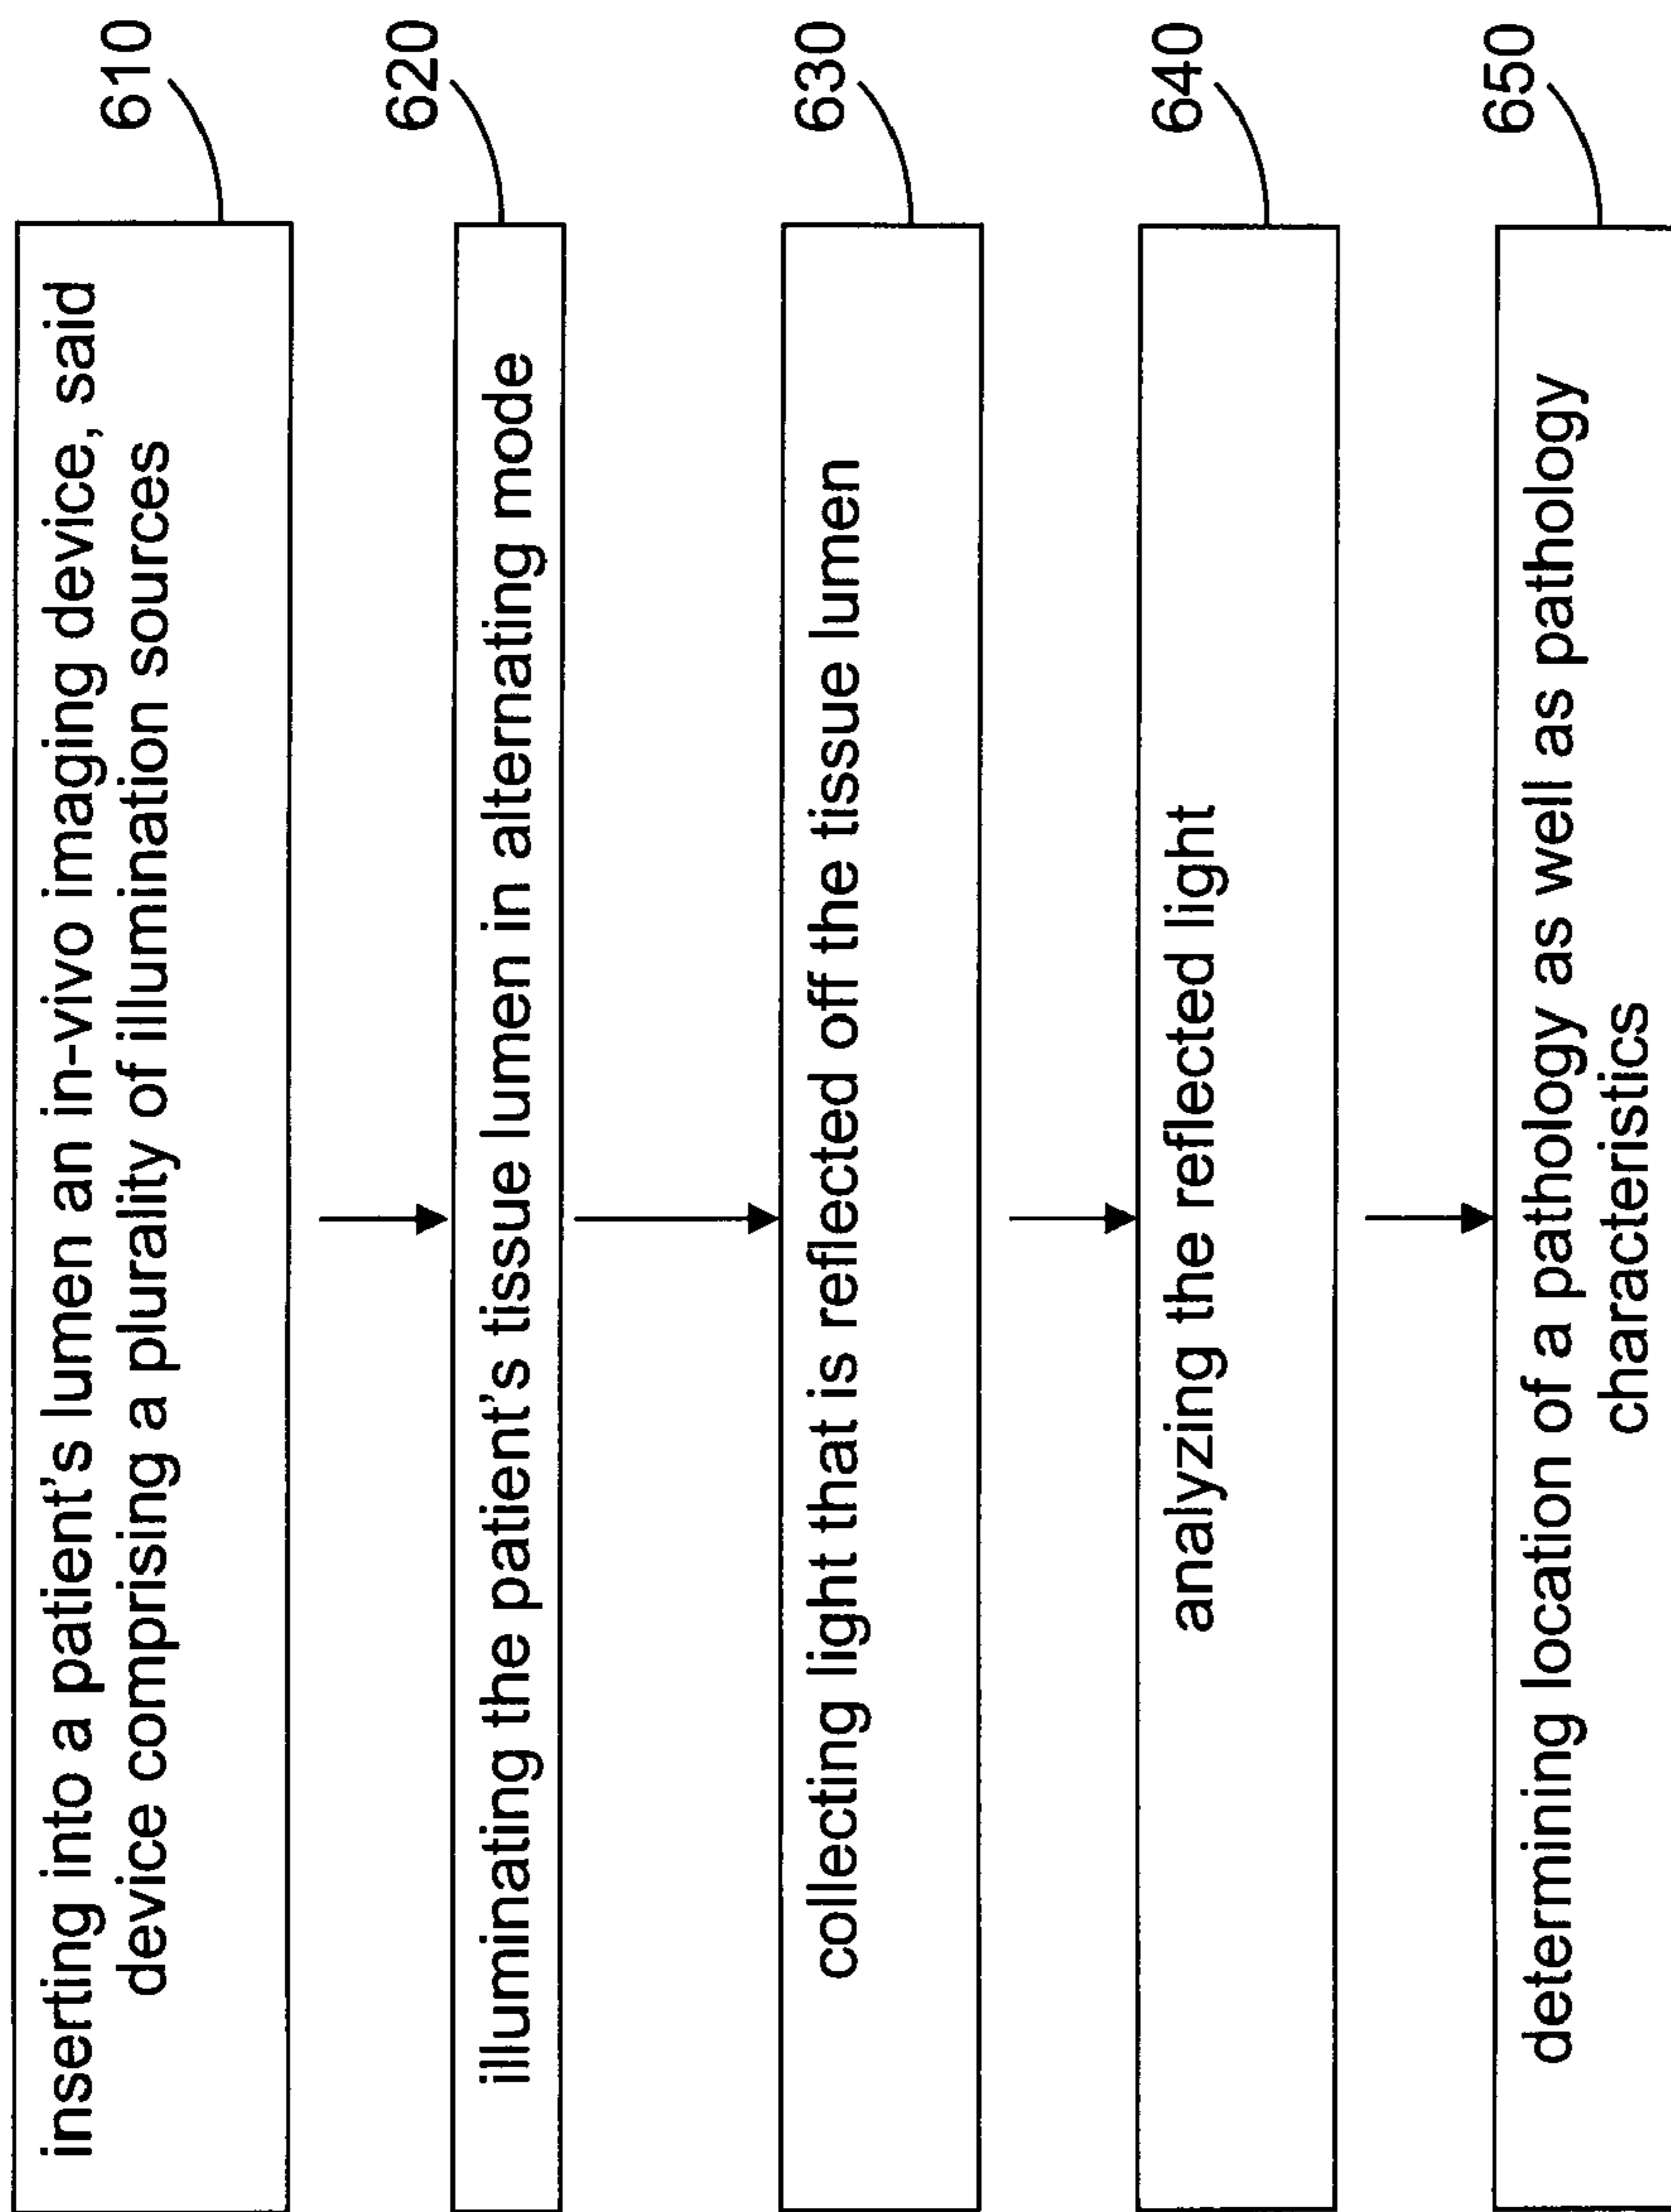 inserting into a patient's lumen an in-vivo imaging device, said
device comprising a plurality of illumination sources
610
illuminating the patient's tissue lumen in alternating mode
620
collecting light that is reflected off the tissue lumen
630
analyzing the reflected light
640
determining location of a pathology as well as pathology
characteristics
650